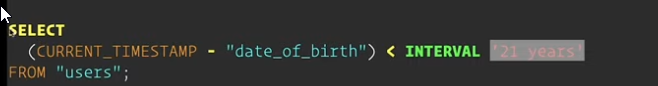 SELECT
(CURRENT_TIMESTAMP - "date_of_birth") < INTERVAL '21 years'
FROM "users";